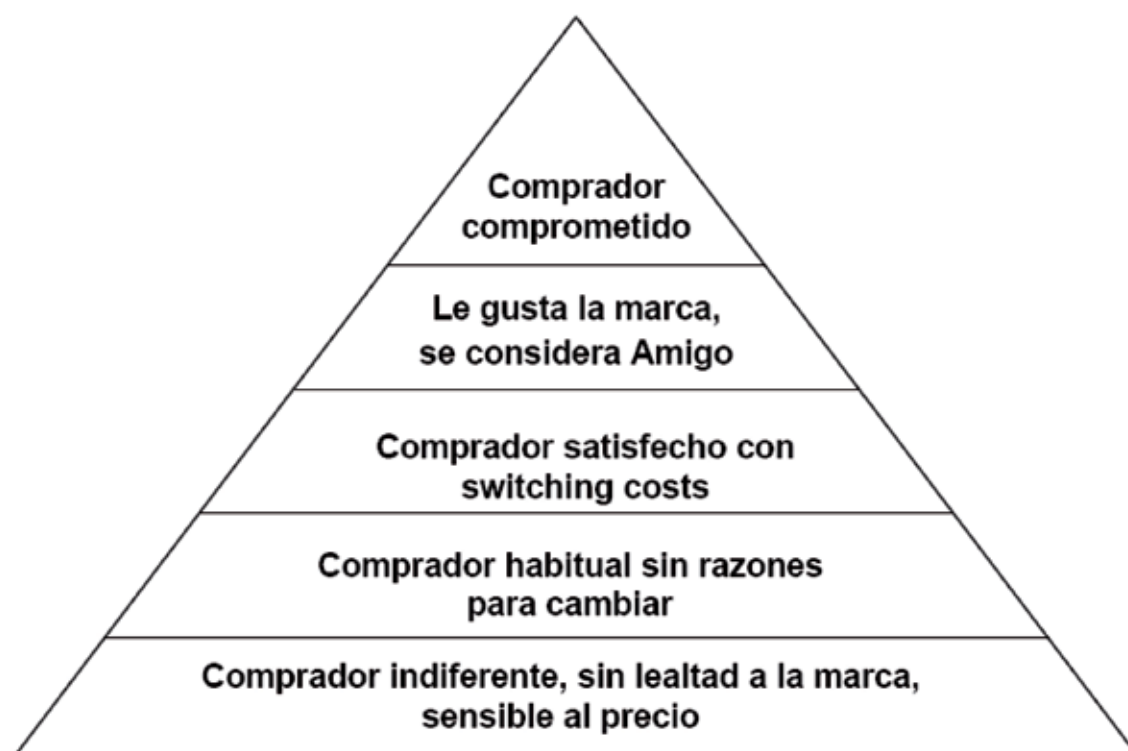 Comprador
comprometido
Le gusta la marca,
se considera Amigo
Comprador satisfecho con
switching costs
Comprador habitual sin razones
para cambiar
Comprador indiferente, sin lealtad a la marca,
sensible al precio